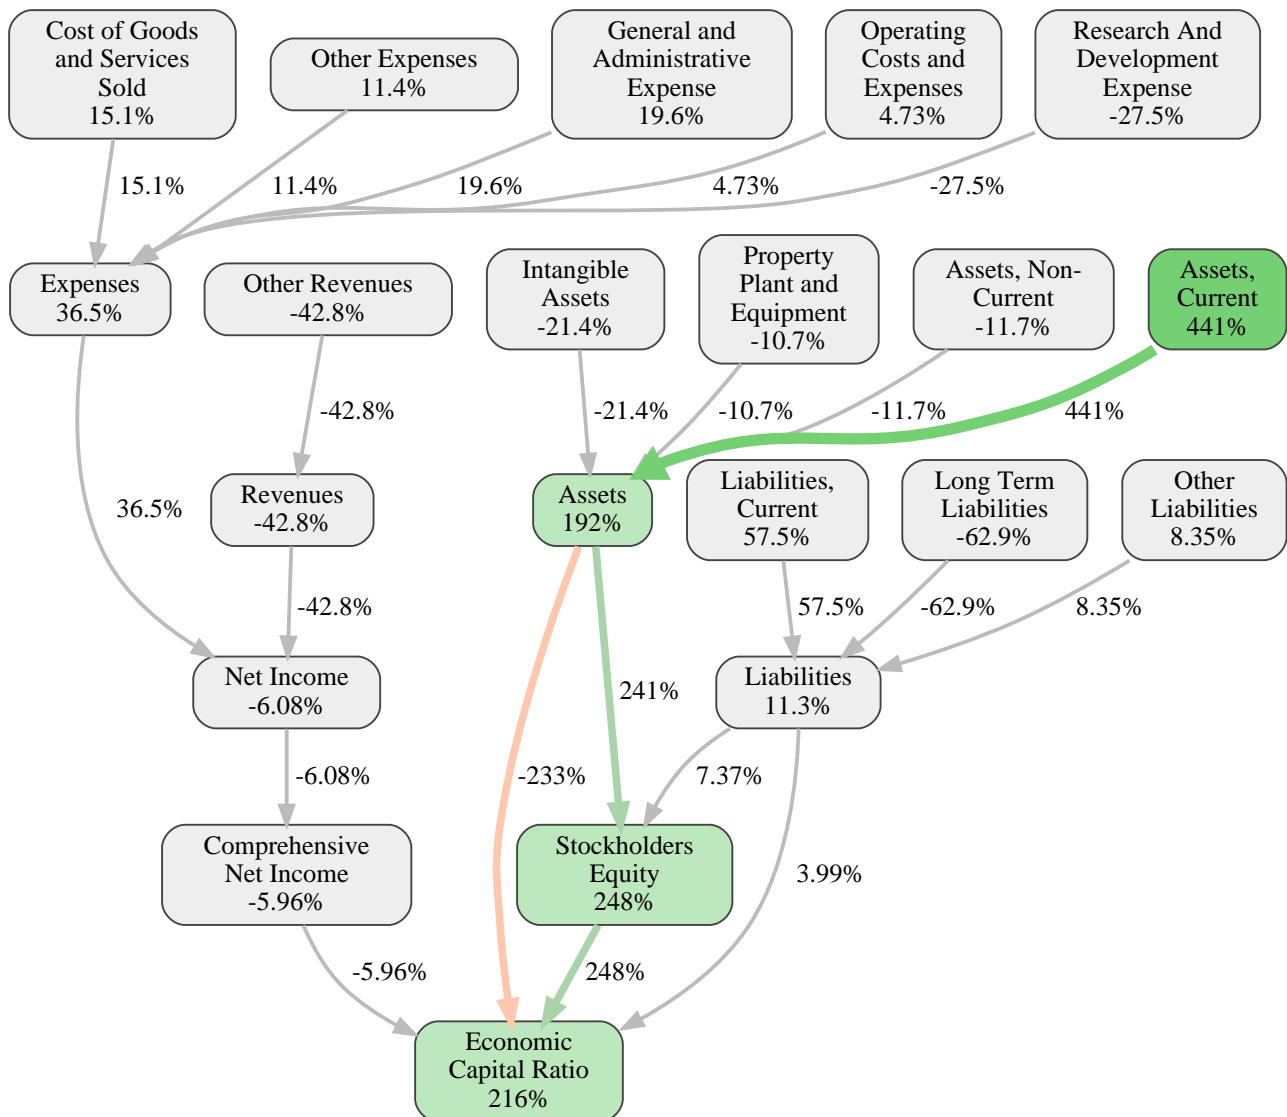 Cost of Goods
and Services
Sold
15.1%
Other Expenses
11.4%
General and
Administrative
Expense
19.6%
Operating
Costs and
Expenses
4.73%
Research And
Development
Expense
-27.5%
15.1%
11.4%
19.6%
4.73%
-27.5%
Expenses
36.5%
Other Revenues
-42.8%
Intangible
Assets
-21.4%
Property
Plant and
Equipment
-10.7%
Assets, Non-
Current
-11.7%
Assets,
Current
441%
-42.8%
-21.4%
-10.7%
-11.7%
441%
36.5%
Revenues
-42.8%
Assets
192%
Liabilities,
Current
57.5%
Long Term
Liabilities
-62.9%
Other
Liabilities
8.35%
-42.8%
57.5%
-62.9%
8.35%
Net Income
-6.08%
241%
Liabilities
11.3%
-6.08%
-233%
7.37%
Comprehensive
Net Income
-5.96%
Stockholders
Equity
248%
3.99%
-5.96%
248%
Economic
Capital Ratio
216%